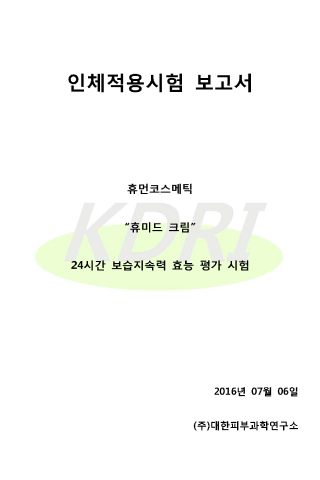 인체적용시험 보고서
휴먼코스메틱
KDRI
"휴미드 크림"
24시간 보습지속력 효능 평가 시험
2016년 07월 06일
(주)대한피부과학연구소